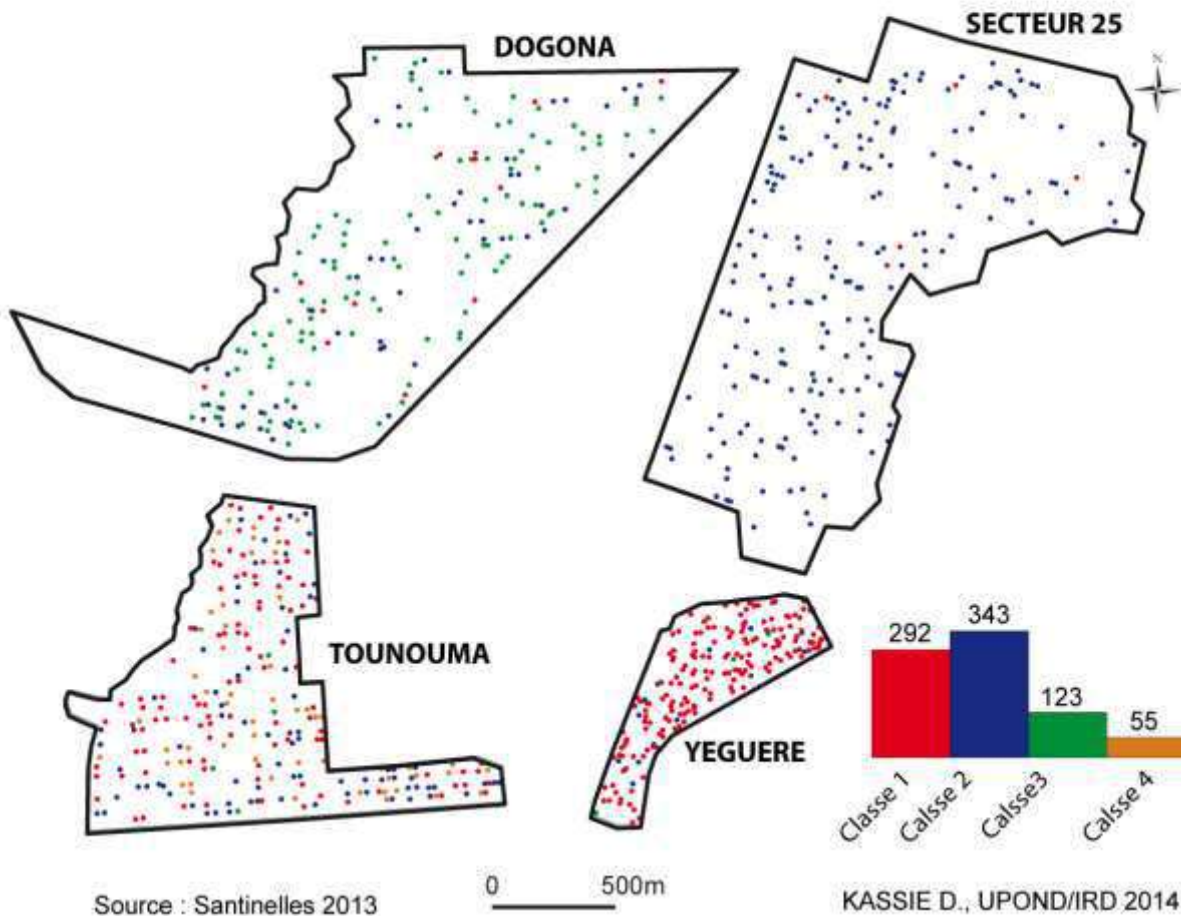 DOGONA
SECTEUR 25
N
TOUNOUMA
YEGUERE
292
343
123
55
Classe 1
Calsse 2
Calsse3
Calsse 4
0 500m
Source : Santinelles 2013
KASSIE D., UPOND/IRD 2014